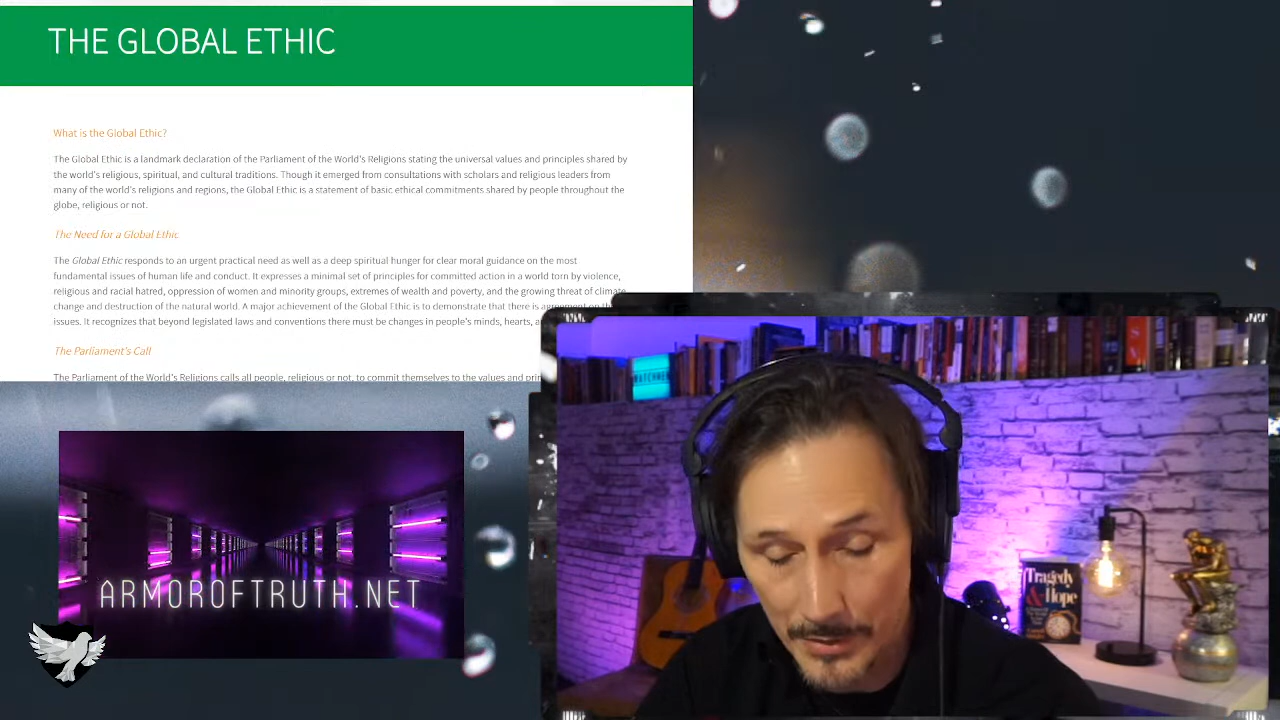 THE GLOBAL ETHIC
What is the Global Ethic?
The Global Ethic is a landmark declaration of the Parliament of the World's Religions stating the universal values and principles shared by
the world's religious, spiritual, and cultural traditions. Though it emerged from consultations with scholars and religious leaders from
many of the world's religions and regions, the Global Ethic is a statement of basic ethical commitments shared by people throughout the
globe, religious or not.
The Need for a Global Ethic
The Global Ethic responds to an urgent practical need as well as a deep spiritual hunger for clear moral guidance on the most
fundamental issues of human life and conduct. It expresses a minimal set of principles for committed action in a world torn by violence,
religious and racial hatred, oppression of women and minority groups, extremes of wealth and poverty, and the growing threat of climate
change and destruction of the natural world. A major achievement of the Global Ethic is to demonstrate that there is agreement on
issues. It recognizes that beyond legislated laws and conventions there must be changes in people's minds, hearts,
The Parliament's Call
The Parliament of the World's Religions calls all people, religious or not, to commit themselves to the values and
ARMOROFTRUTH.NET
WATCHMEN
Tragedy
& Hope